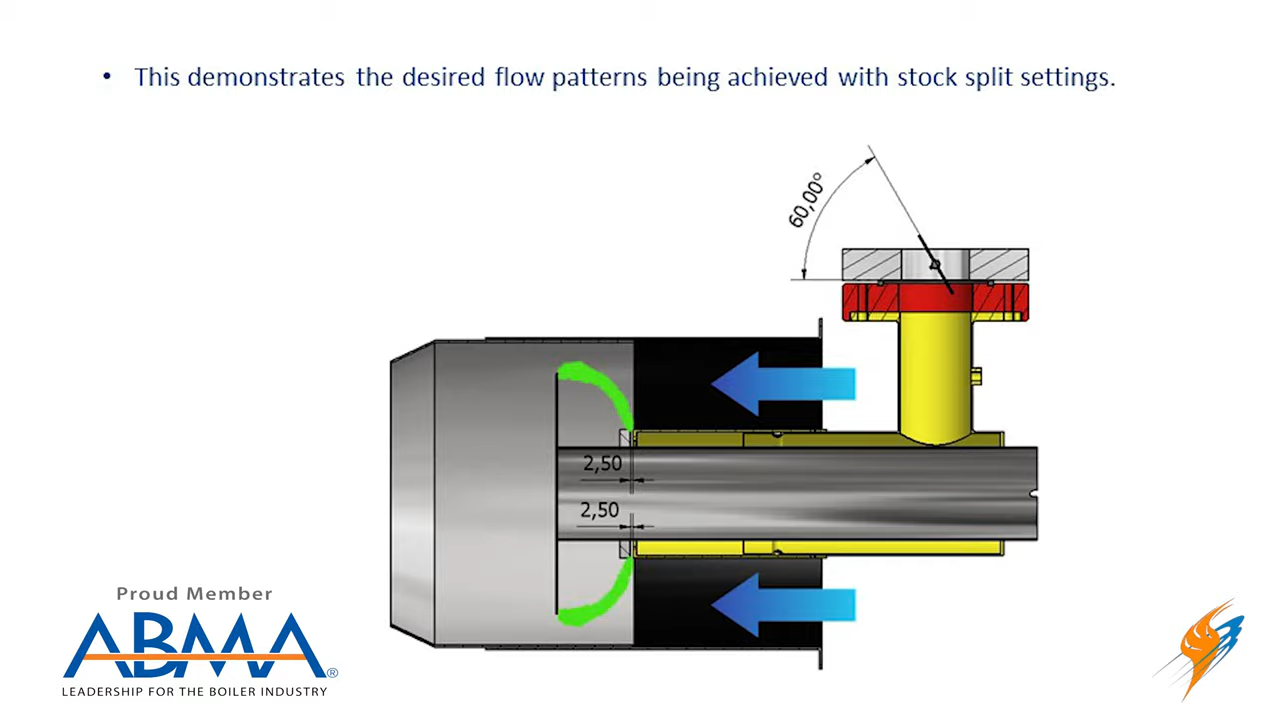 • This demonstrates the desired flow patterns being achieved with stock split settings.
60,00°
2,50
2,50
Proud Member
ABMA®
LEADERSHIP FOR THE BOILER INDUSTRY